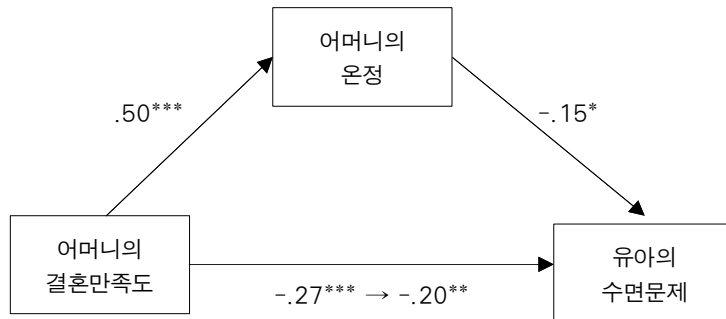 어머니의
온정
.50***
-.15*
어머니의
결혼만족도
유아의
수면문제
-.27*** → -.20**